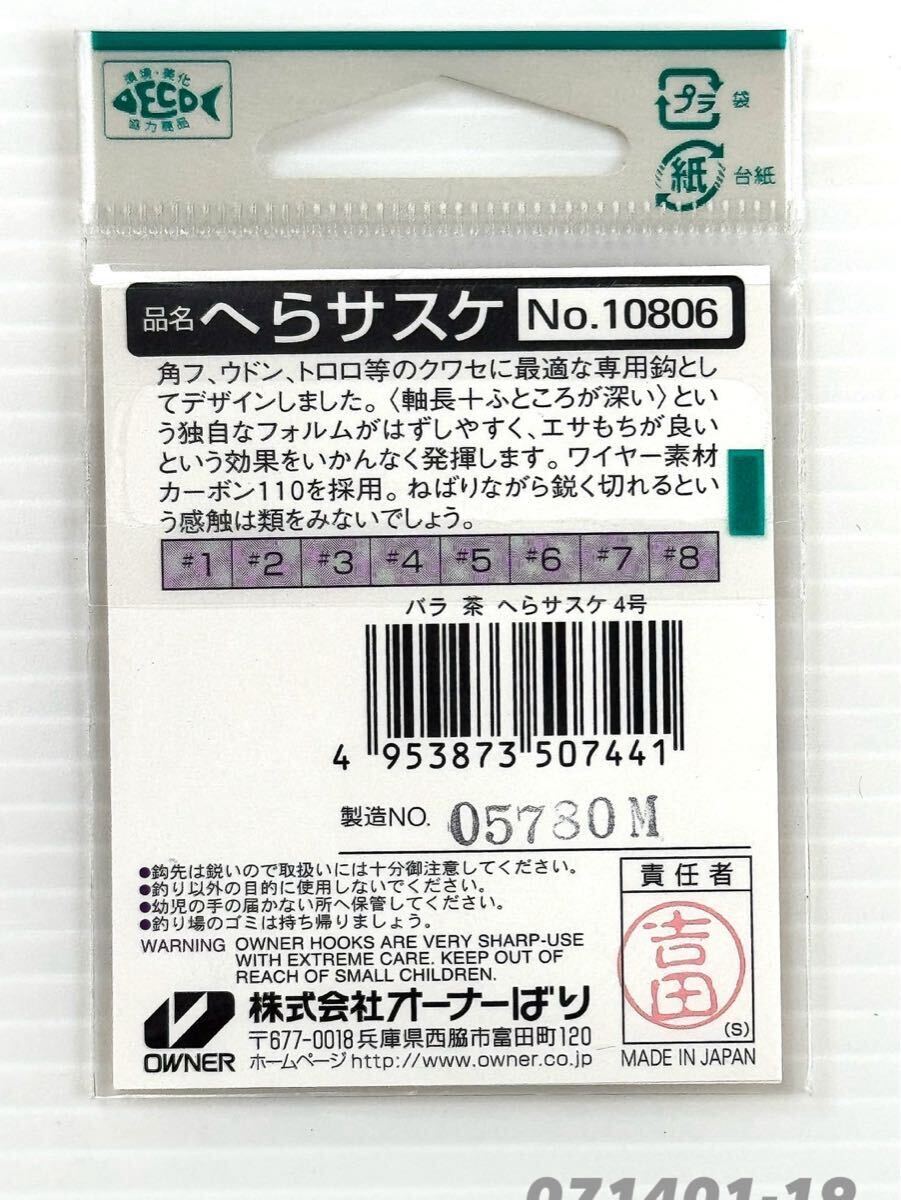 環境・美化
DECO
協力商品
プラ 袋
紙 台紙
品名 へらサスケ No.10806
角フ、ウドン、トロロ等のクワセに最適な専用鈎とし
てデザインしました。〈軸長＋ふところが深い〉とい
う独自なフォルムがはずしやすく、エサもちが良い
という効果をいかんなく発揮します。ワイヤー素材
カーボン110を採用。ねばりながら鋭く切れるとい
う感触は類をみないでしょう。
#1 #2 #3 #4 #5 #6 #7 #8
バラ 茶 へらサスケ 4号
4 953873 507441
製造NO. 05780M
●鈎先は鋭いので取扱いには十分御注意してください。
●釣り以外の目的に使用しないでください。
●幼児の手の届かない所へ保管してください。
●釣り場のゴミは持ち帰りましょう。
WARNING OWNER HOOKS ARE VERY SHARP-USE
WITH EXTREME CARE. KEEP OUT OF
REACH OF SMALL CHILDREN.
責任者
吉田
(S)
MADE IN JAPAN
OWNER
株式会社オーナーばり
〒677-0018 兵庫県西脇市富田町120
ホームページ http://www.owner.co.jp
071401-18